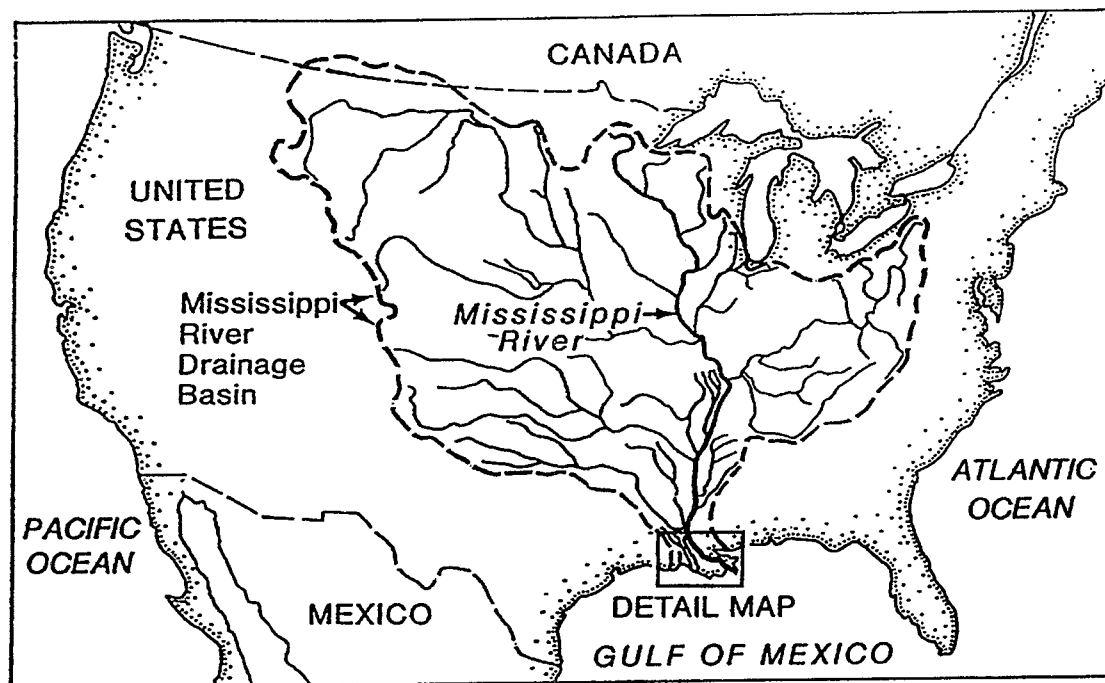 CANADA
UNITED
STATES
Mississippi
River
Drainage
Basin
Mississippi
River
ATLANTIC
OCEAN
PACIFIC
OCEAN
MEXICO
DETAIL MAP
GULF OF MEXICO